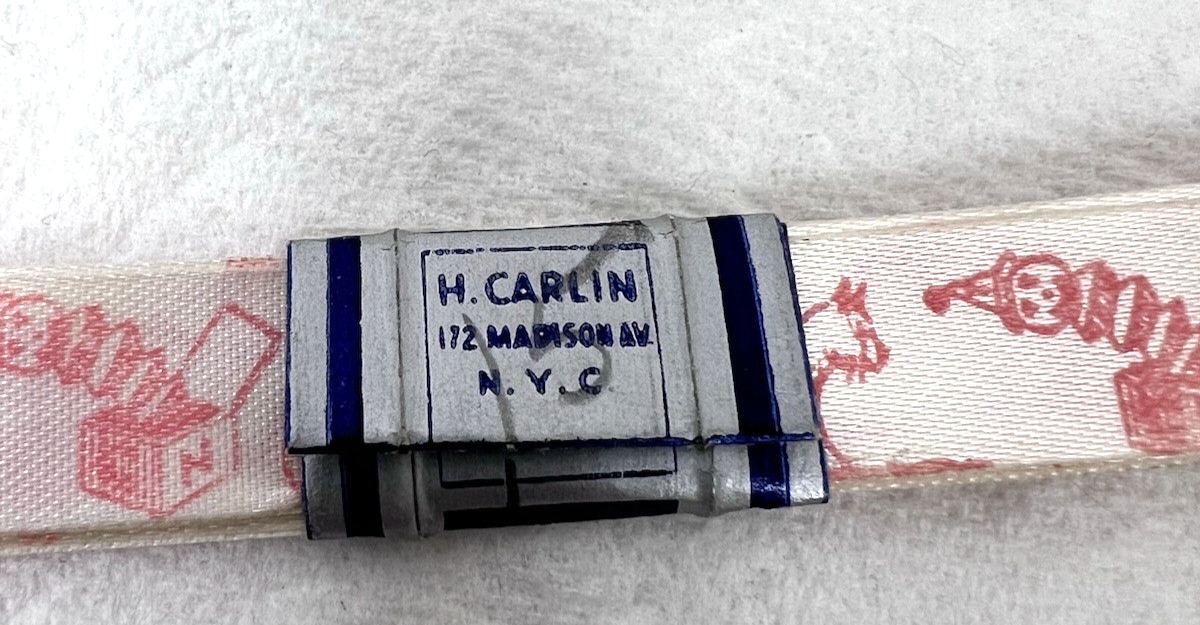 H. CARLIN
172 MADISON AV.
N. Y. C.
N